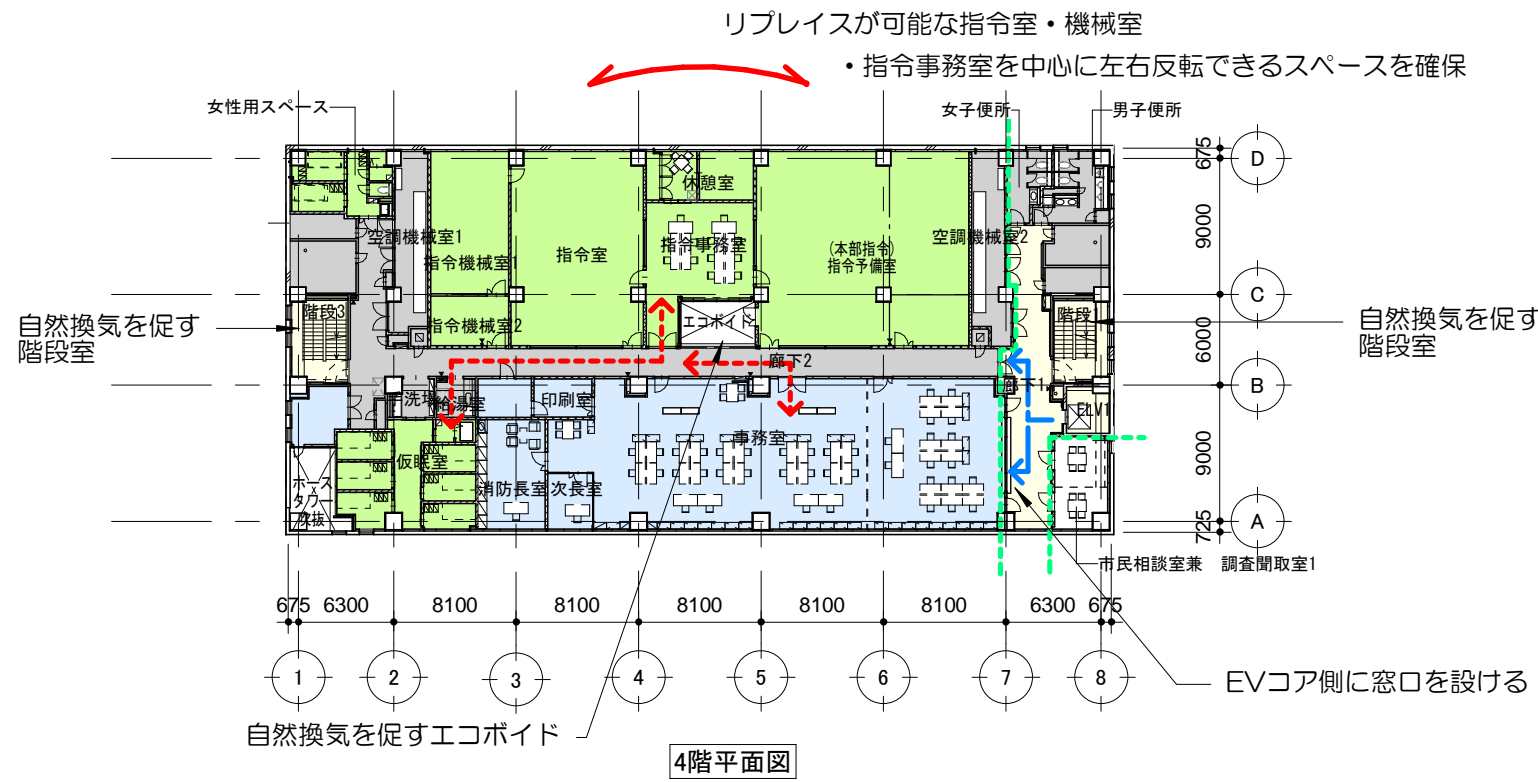 リプレイスが可能な指令室・機械室
・指令事務室を中心に左右反転できるスペースを確保
女性用スペース
女子便所
男子便所
休憩室
空調機械室1
指令機械室1
指令室
指令事務室
(本部指令)
指令予備室
空調機械室2
階段3
指令機械室2
エコボイド
階段
自然換気を促す
階段室
自然換気を促す
階段室
廊下2
廊下1
手洗場
給湯室
印刷室
ELV1
事務室
仮眠室
ホース
タワー
吹抜
消防長室
次長室
市民相談室兼 調査聞取室1
675
9000
6000
9000
725
D
C
B
A
675
6300
8100
8100
8100
8100
8100
6300
675
1
2
3
4
5
6
7
8
EVコア側に窓口を設ける
自然換気を促すエコボイド
4階平面図